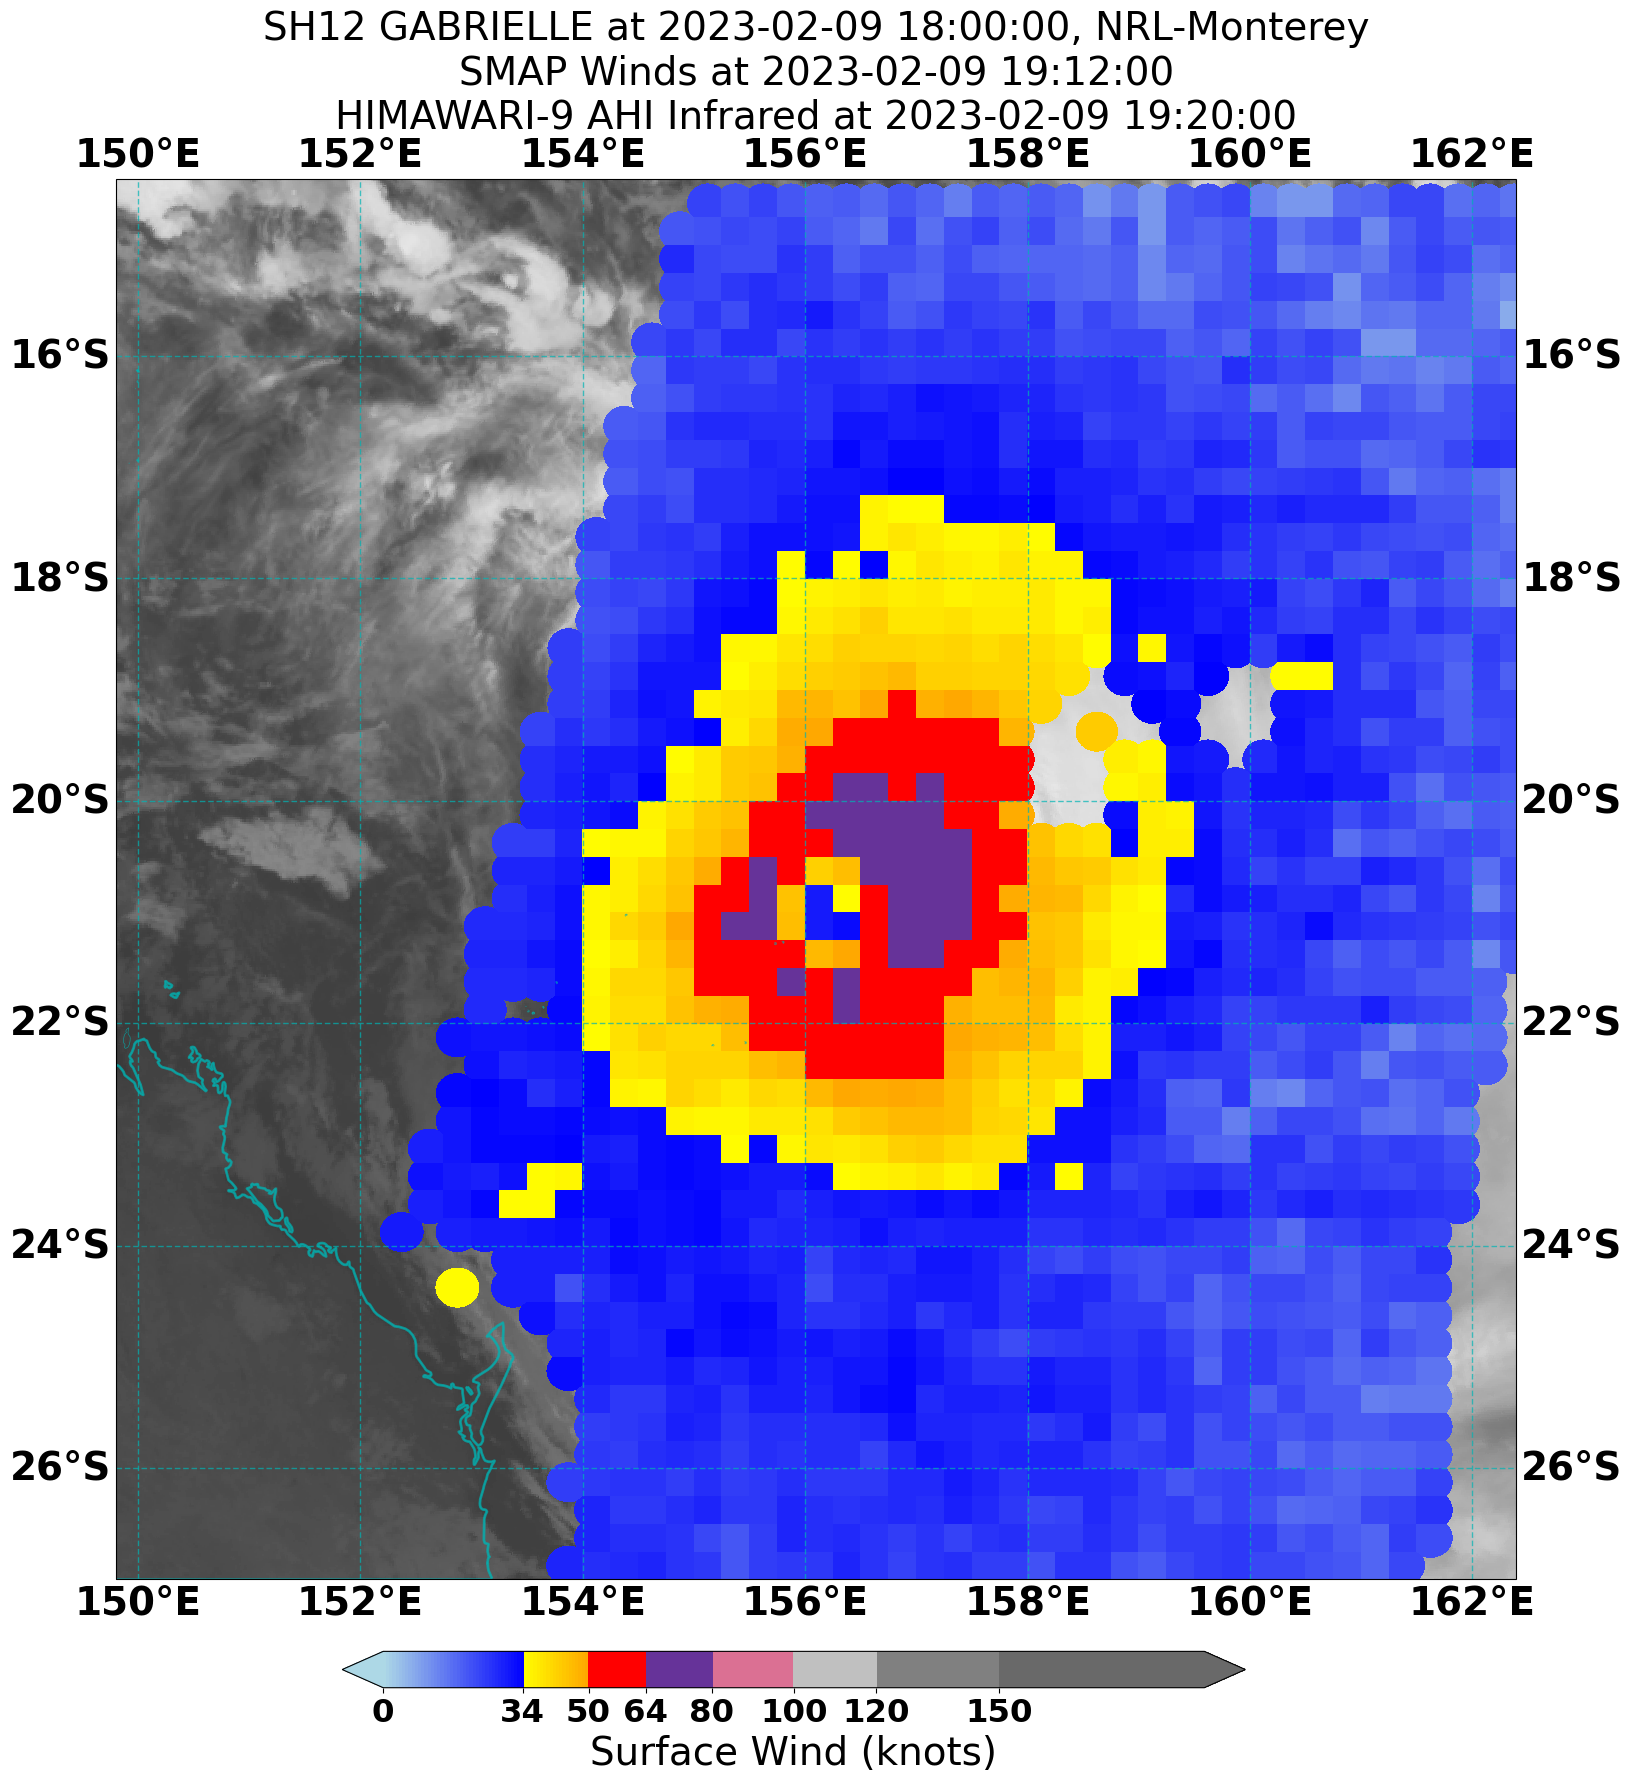 SH12 GABRIELLE at 2023-02-09 18:00:00, NRL-Monterey
SMAP Winds at 2023-02-09 19:12:00
HIMAWARI-9 AHI Infrared at 2023-02-09 19:20:00
150°E 152°E 154°E 156°E 158°E 160°E 162°E
16°S 16°S
18°S 18°S
20°S 20°S
22°S 22°S
24°S 24°S
26°S 26°S
150°E 152°E 154°E 156°E 158°E 160°E 162°E
0 34 50 64 80 100 120 150
Surface Wind (knots)